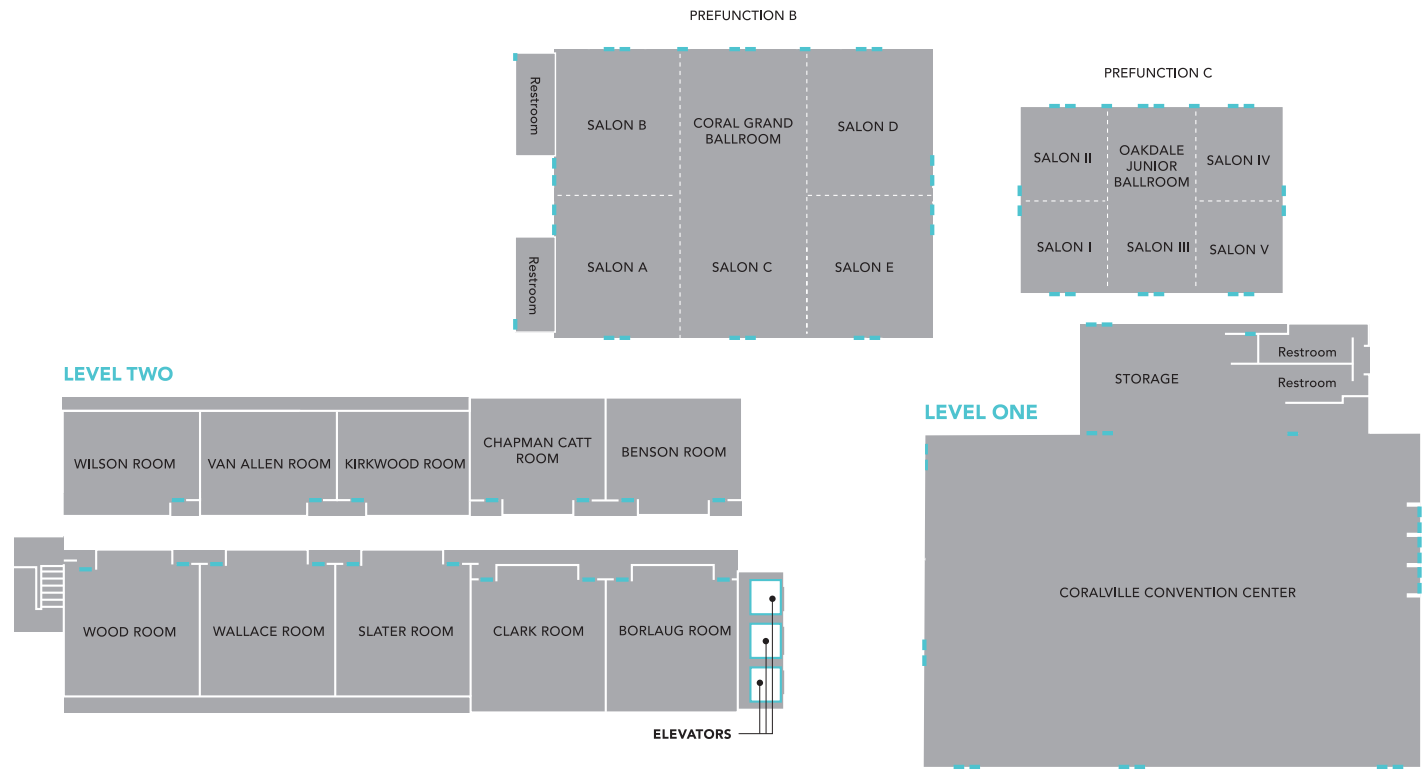 PREFUNCTION B
PREFUNCTION C
Restroom
SALON B
CORAL GRAND
BALLROOM
SALON D
SALON II
OAKDALE
JUNIOR
BALLROOM
SALON IV
Restroom
SALON A
SALON C
SALON E
SALON I
SALON III
SALON V
LEVEL TWO
WILSON ROOM
VAN ALLEN ROOM
KIRKWOOD ROOM
CHAPMAN CATT
ROOM
BENSON ROOM
WOOD ROOM
WALLACE ROOM
SLATER ROOM
CLARK ROOM
BORLAUG ROOM
ELEVATORS
LEVEL ONE
STORAGE
Restroom
Restroom
CORALVILLE CONVENTION CENTER